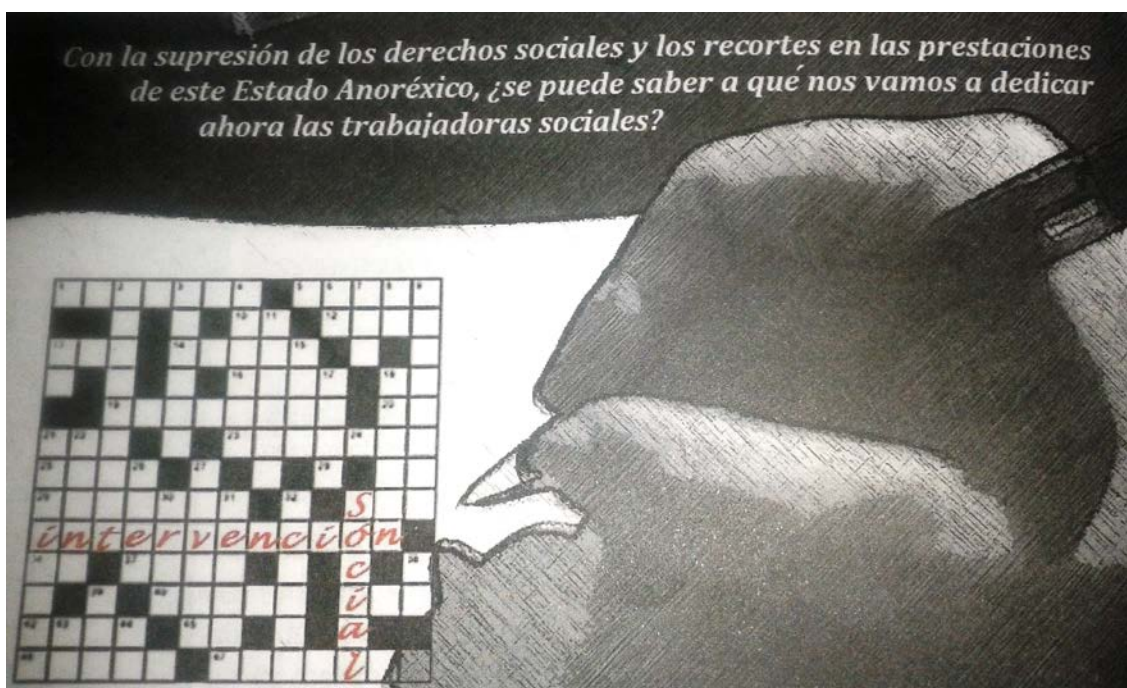 Con la supresión de los derechos sociales y los recortes en las prestaciones
de este Estado Anoréxico, ¿se puede saber a qué nos vamos a dedicar
ahora las trabajadoras sociales?
intervención
Sócial